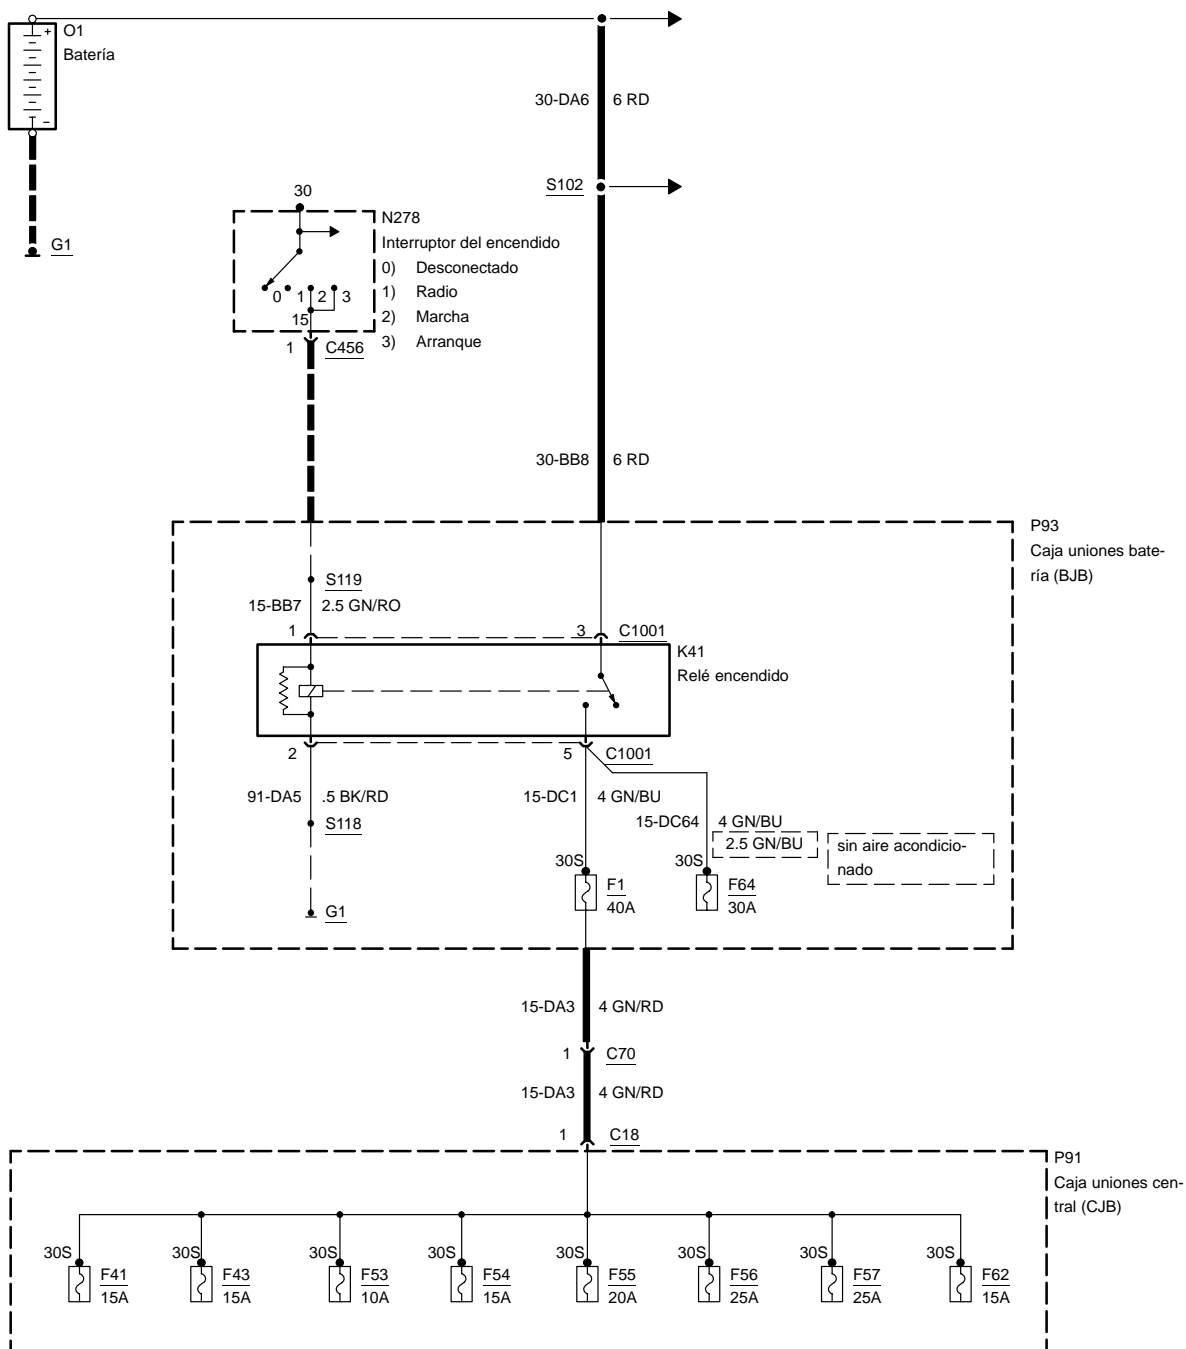 +
O1
Batería
−
30-DA6
6 RD
S102
G1
30
N278
Interruptor del encendido
0) Desconectado
1) Radio
2) Marcha
3) Arranque
0
1
2
3
15
1
C456
30-BB8
6 RD
P93
Caja uniones bate-
ría (BJB)
S119
15-BB7
2.5 GN/RO
1
3
C1001
K41
Relé encendido
2
5
C1001
91-DA5
.5 BK/RD
15-DC1
4 GN/BU
S118
15-DC64
4 GN/BU
2.5 GN/BU
sin aire acondicio-
nado
30S
F1
40A
30S
F64
30A
G1
15-DA3
4 GN/RD
1
C70
15-DA3
4 GN/RD
1
C18
P91
Caja uniones cen-
tral (CJB)
30S
F41
15A
30S
F43
15A
30S
F53
10A
30S
F54
15A
30S
F55
20A
30S
F56
25A
30S
F57
25A
30S
F62
15A